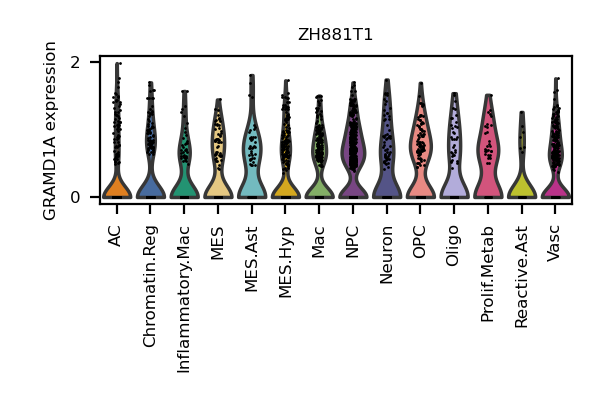 ZH881T1
GRAMD1A expression
2
0
AC
Chromatin.Reg
Inflammatory.Mac
MES
MES.Ast
MES.Hyp
Mac
NPC
Neuron
OPC
Oligo
Prolif.Metab
Reactive.Ast
Vasc